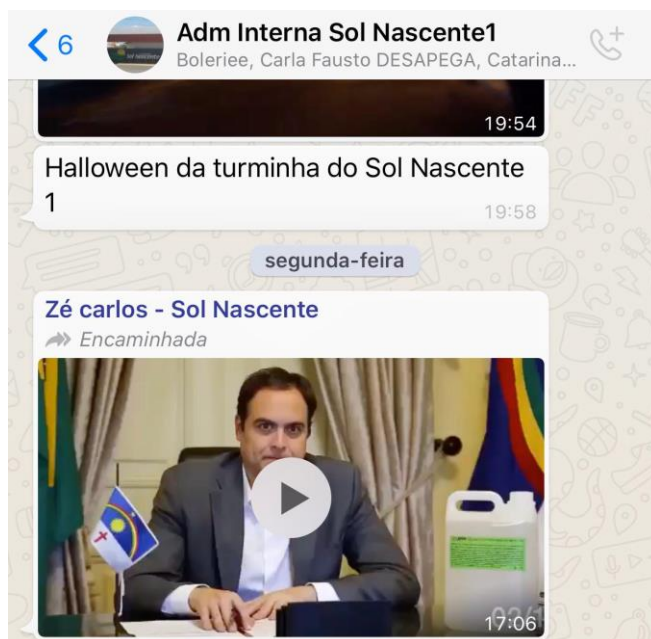 6
Adm Interna Sol Nascente1
Boleriee, Carla Fausto DESAPEGA, Catarina...
19:54
Halloween da turminha do Sol Nascente
1
19:58
segunda-feira
Zé carlos - Sol Nascente
Encaminhada
17:06